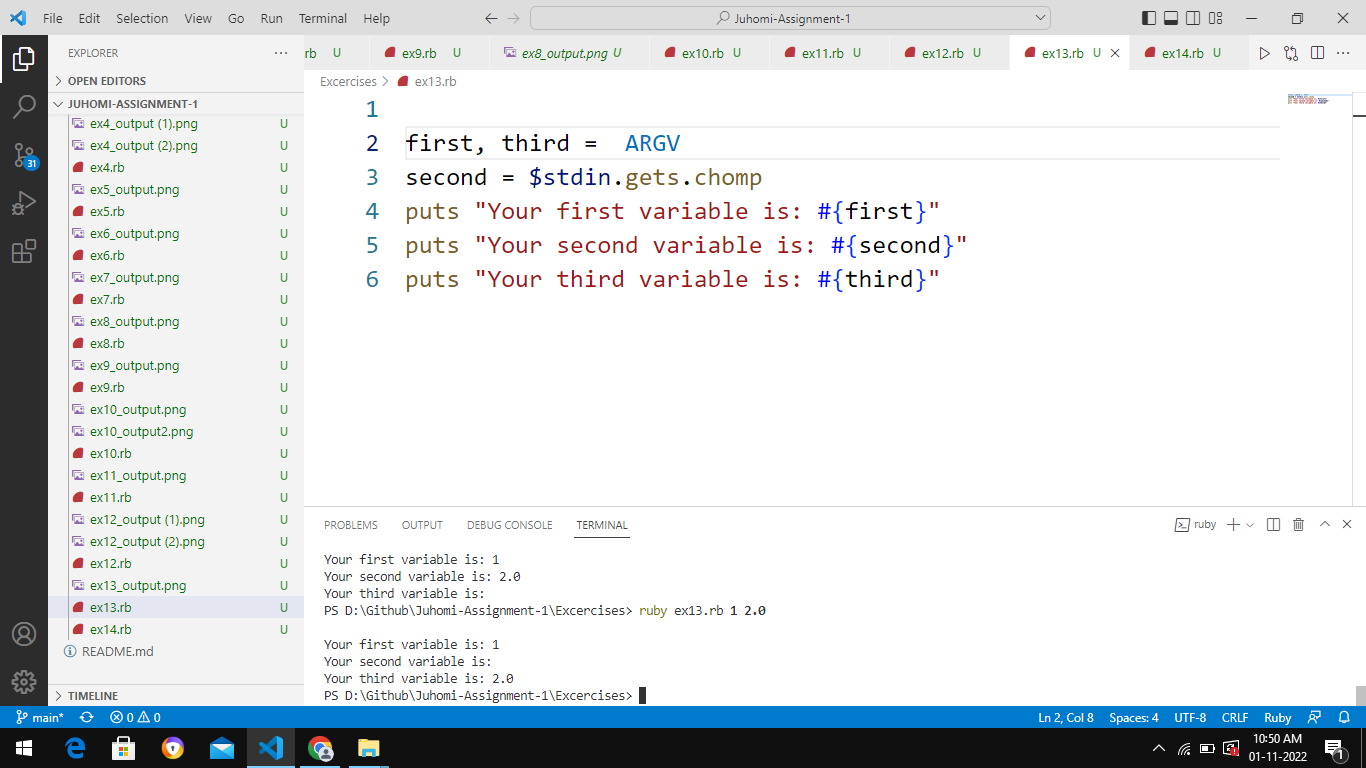 File Edit Selection View Go Run Terminal Help Juhomi-Assignment-1
EXPLORER
OPEN EDITORS
JUHOMI-ASSIGNMENT-1
ex4_output (1).png U
ex4_output (2).png U
ex4.rb U
ex5_output.png U
ex5.rb U
ex6_output.png U
ex6.rb U
ex7_output.png U
ex7.rb U
ex8_output.png U
ex8.rb U
ex9_output.png U
ex9.rb U
ex10_output.png U
ex10_output2.png U
ex10.rb U
ex11_output.png U
ex11.rb U
ex12_output (1).png U
ex12_output (2).png U
ex12.rb U
ex13_output.png U
ex13.rb U
ex14.rb U
README.md
TIMELINE
31
rb U ex9.rb U ex8_output.png U ex10.rb U ex11.rb U ex12.rb U ex13.rb U ex14.rb U
Excercises > ex13.rb
1
2 first, third =  ARGV
3 second = $stdin.gets.chomp
4 puts "Your first variable is: #{first}"
5 puts "Your second variable is: #{second}"
6 puts "Your third variable is: #{third}"
PROBLEMS OUTPUT DEBUG CONSOLE TERMINAL ruby
Your first variable is: 1
Your second variable is: 2.0
Your third variable is:
PS D:\Github\Juhomi-Assignment-1\Excercises> ruby ex13.rb 1 2.0
Your first variable is: 1
Your second variable is:
Your third variable is: 2.0
PS D:\Github\Juhomi-Assignment-1\Excercises>
main* 0 0 Ln 2, Col 8 Spaces: 4 UTF-8 CRLF Ruby
10:50 AM
01-11-2022
1